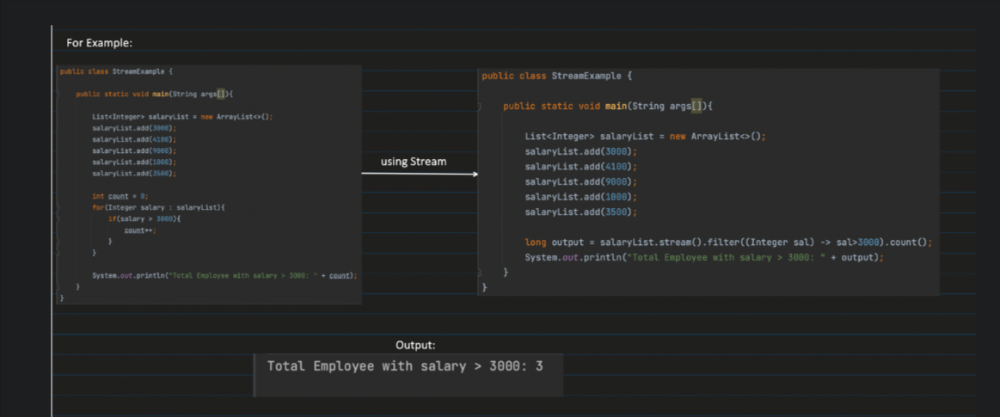 For Example:
public class StreamExample {
public static void main(String args[]){
List<Integer> salaryList = new ArrayList<>();
salaryList.add(3000);
salaryList.add(4100);
salaryList.add(9000);
salaryList.add(1000);
salaryList.add(3500);
int count = 0;
for(Integer salary : salaryList){
if(salary > 3000){
count++;
}
}
System.out.println("Total Employee with salary > 3000: " + count);
}
}
using Stream
public class StreamExample {
public static void main(String args[]){
List<Integer> salaryList = new ArrayList<>();
salaryList.add(3000);
salaryList.add(4100);
salaryList.add(9000);
salaryList.add(1000);
salaryList.add(3500);
long output = salaryList.stream().filter((Integer sal) -> sal>3000).count();
System.out.println("Total Employee with salary > 3000: " + output);
}
}
Output:
Total Employee with salary > 3000: 3